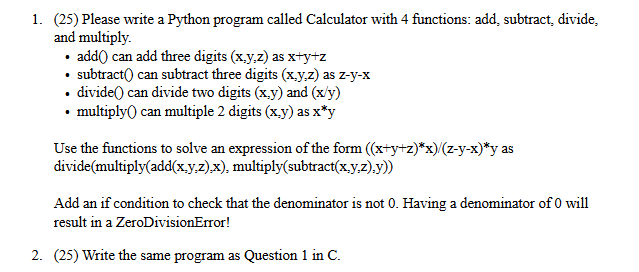 1. (25) Please write a Python program called Calculator with 4 functions: add, subtract, divide,
and multiply.
• add() can add three digits (x,y,z) as x+y+z
• subtract() can subtract three digits (x,y,z) as z-y-x
• divide() can divide two digits (x,y) and (x/y)
• multiply() can multiple 2 digits (x,y) as x*y
Use the functions to solve an expression of the form ((x+y+z)*x)/(z-y-x)*y as
divide(multiply(add(x,y,z),x), multiply(subtract(x,y,z),y))
Add an if condition to check that the denominator is not 0. Having a denominator of 0 will
result in a ZeroDivisionError!
2. (25) Write the same program as Question 1 in C.